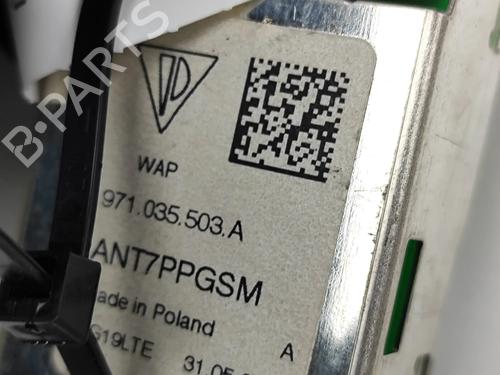 WAP
971.035.503.A
ANT7PPGSM
ade in Poland A
G19LTE 31.05.
B-PARTS